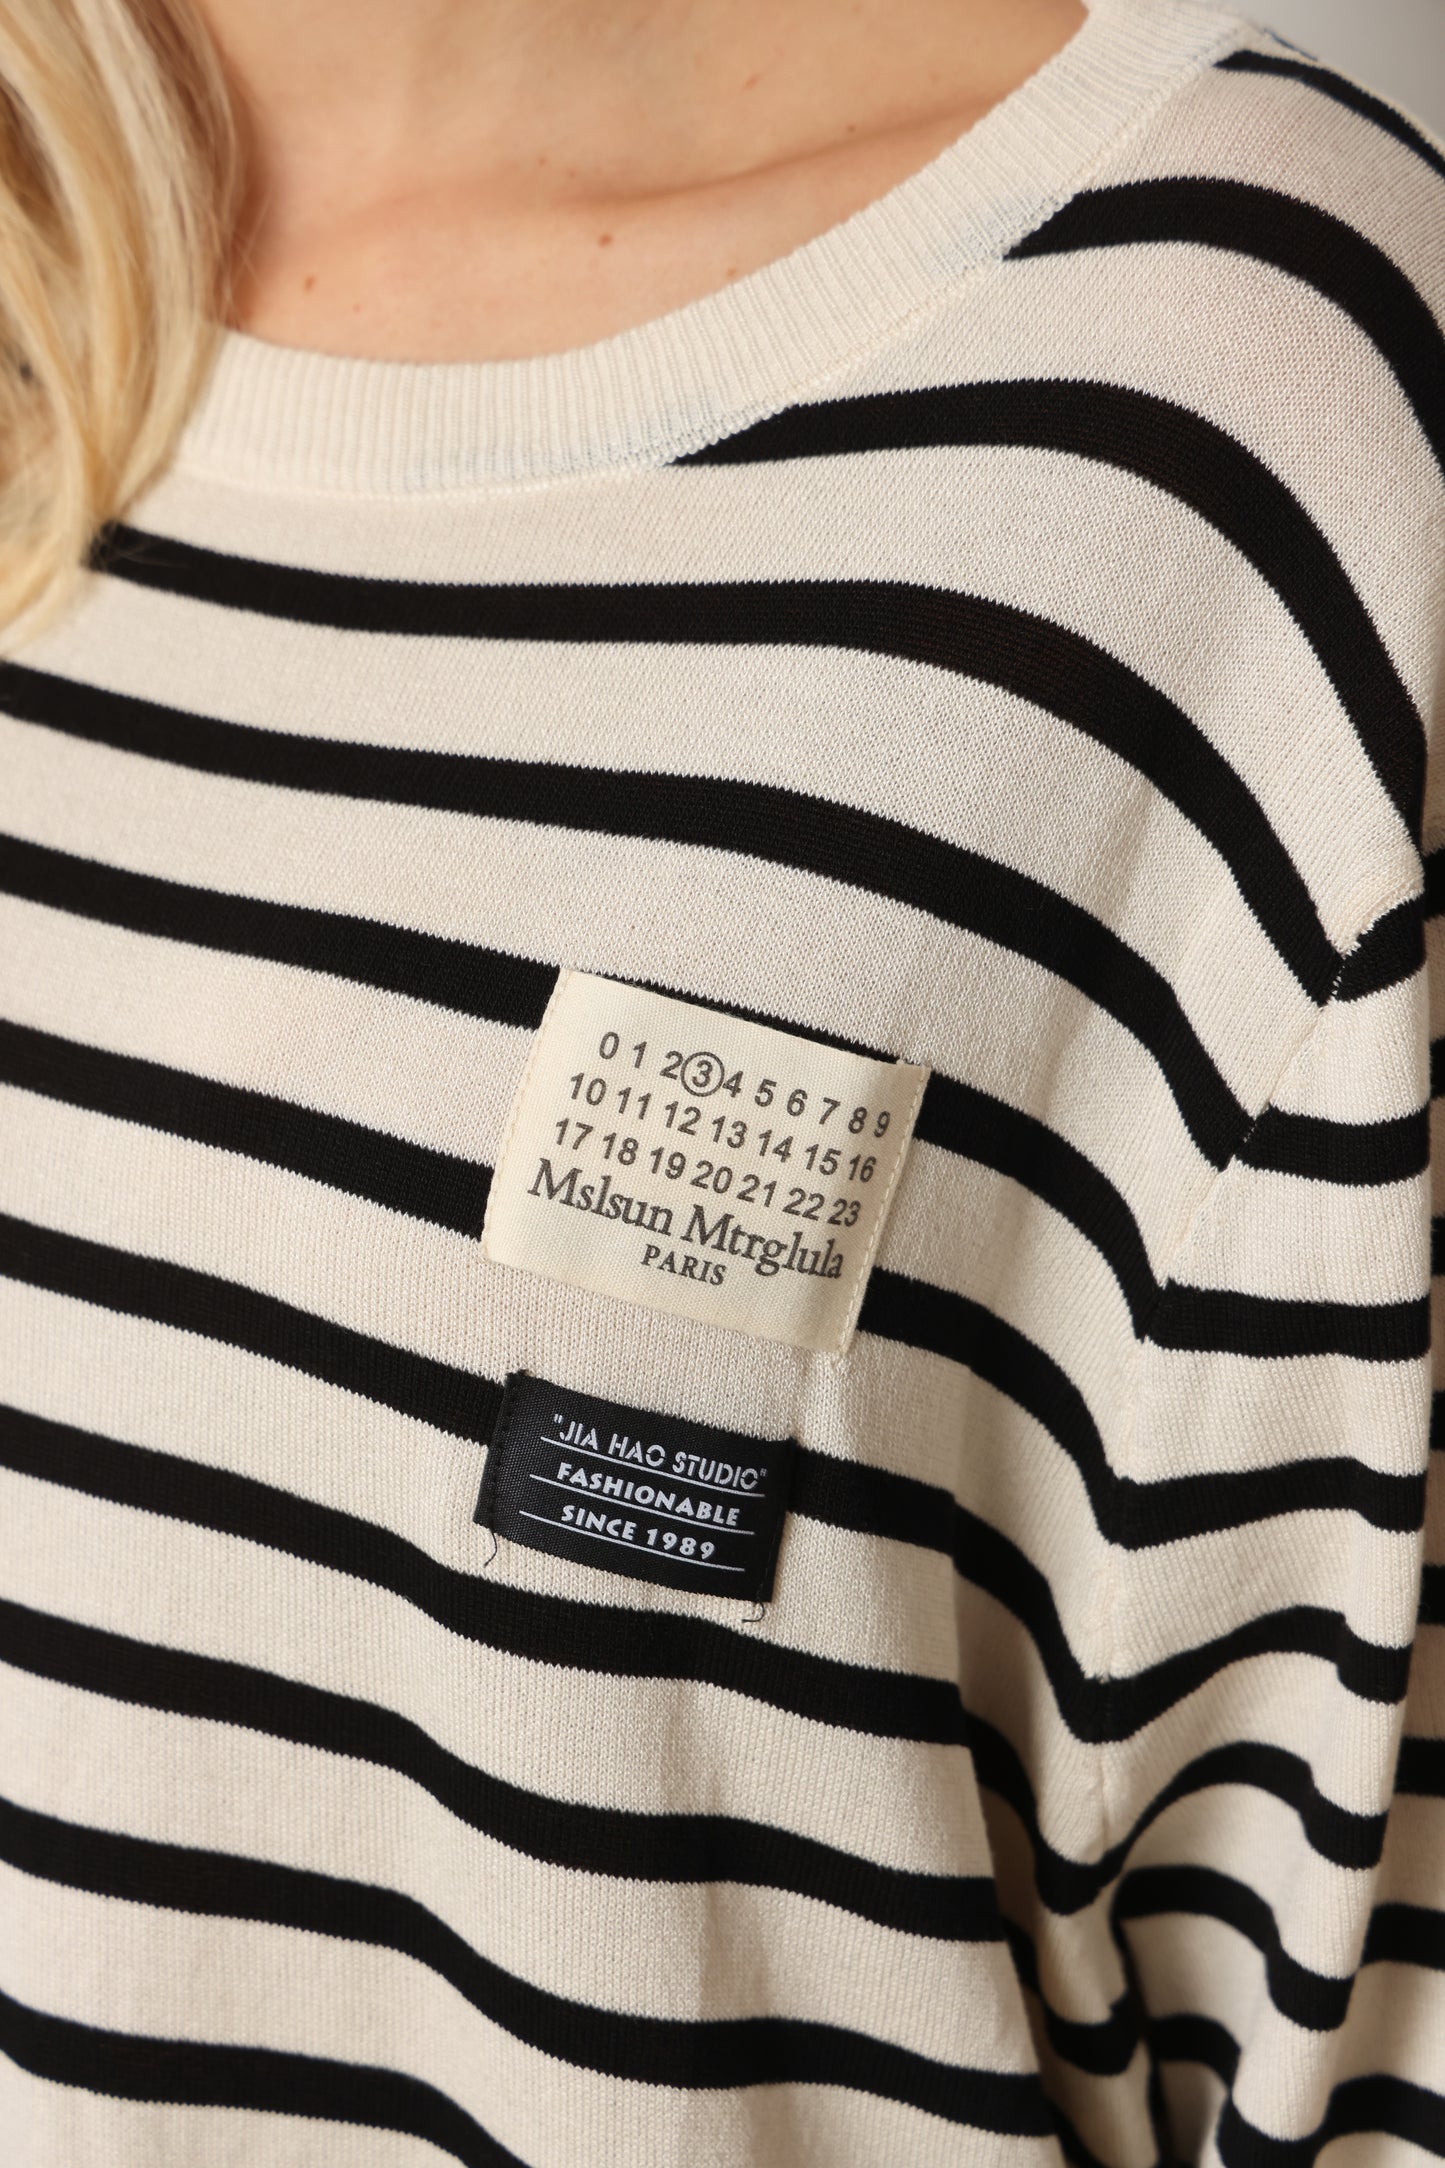 0 1 2 3 4 5 6 7 8 9
10 11 12 13 14 15 16
17 18 19 20 21 22 23
Mslsun Mtrglula
PARIS
"JIA HAO STUDIO"
FASHIONABLE
SINCE 1989